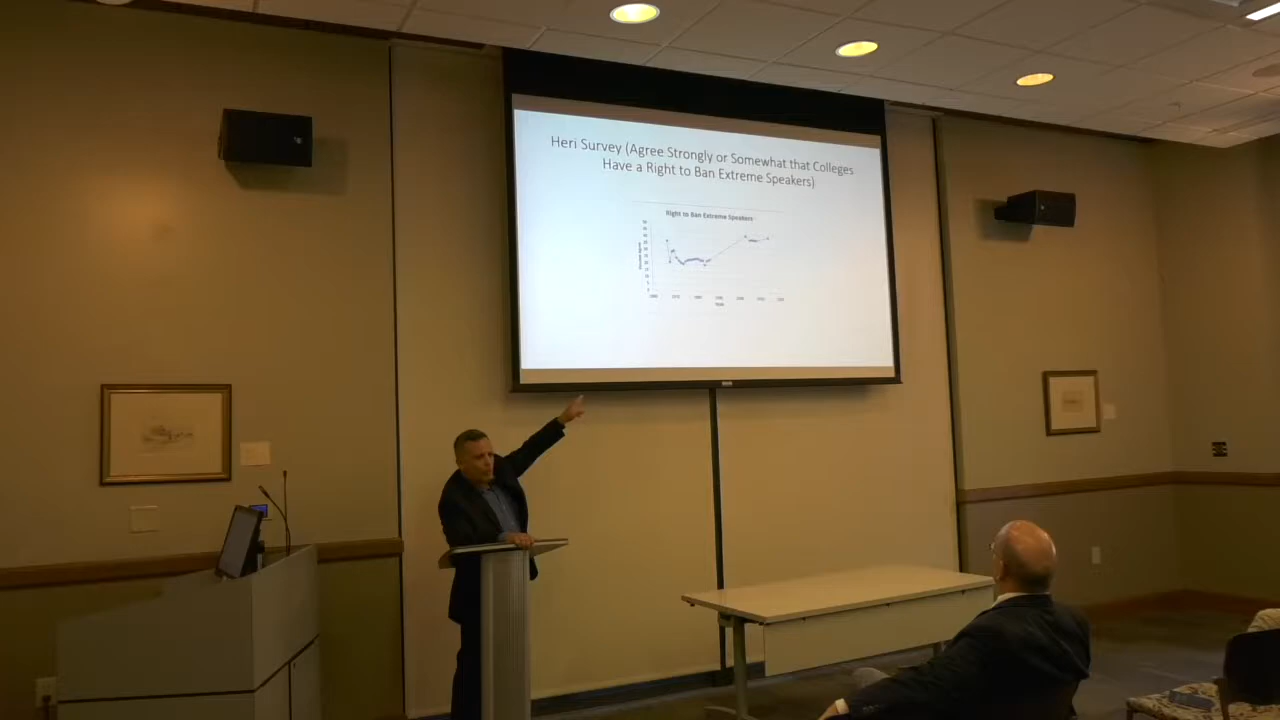 Heri Survey (Agree Strongly or Somewhat that Colleges
Have a Right to Ban Extreme Speakers)
Right to Ban Extreme Speakers